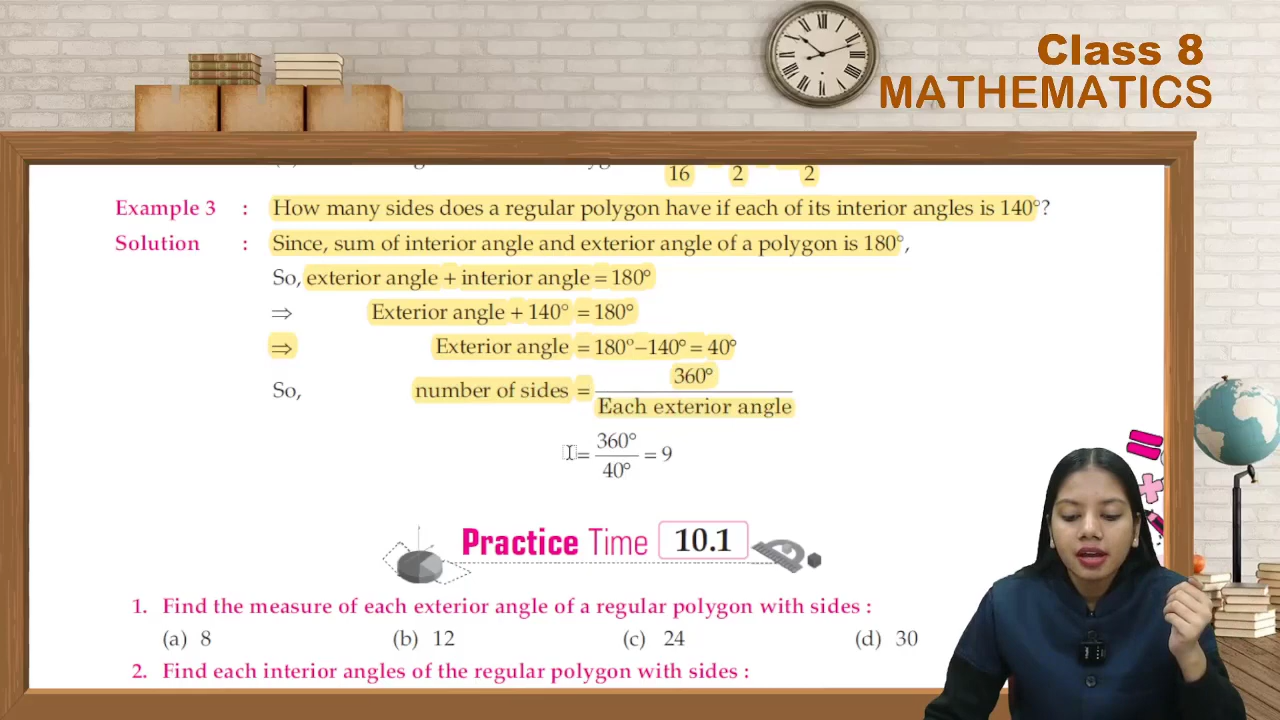 Class 8
MATHEMATICS
16 2 2
Example 3 : How many sides does a regular polygon have if each of its interior angles is 140°?
Solution : Since, sum of interior angle and exterior angle of a polygon is 180°,
So, exterior angle + interior angle = 180°
⇒ Exterior angle + 140° = 180°
⇒ Exterior angle = 180°−140° = 40°
So, number of sides = 360° / Each exterior angle
= 360° / 40° = 9
Practice Time 10.1
1. Find the measure of each exterior angle of a regular polygon with sides :
(a) 8 (b) 12 (c) 24 (d) 30
2. Find each interior angles of the regular polygon with sides :